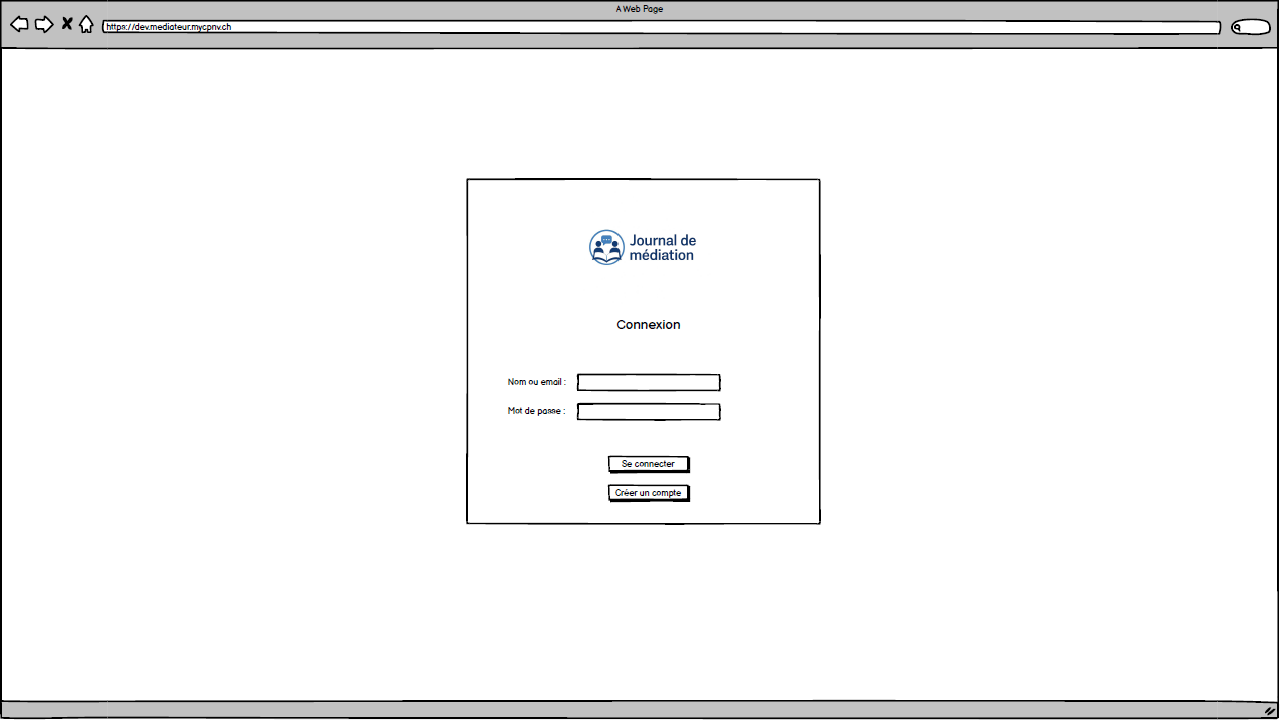 A Web Page
https://dev.mediateur.mycpnv.ch
Journal de
médiation
Connexion
Nom ou email :
Mot de passe :
Se connecter
Créer un compte